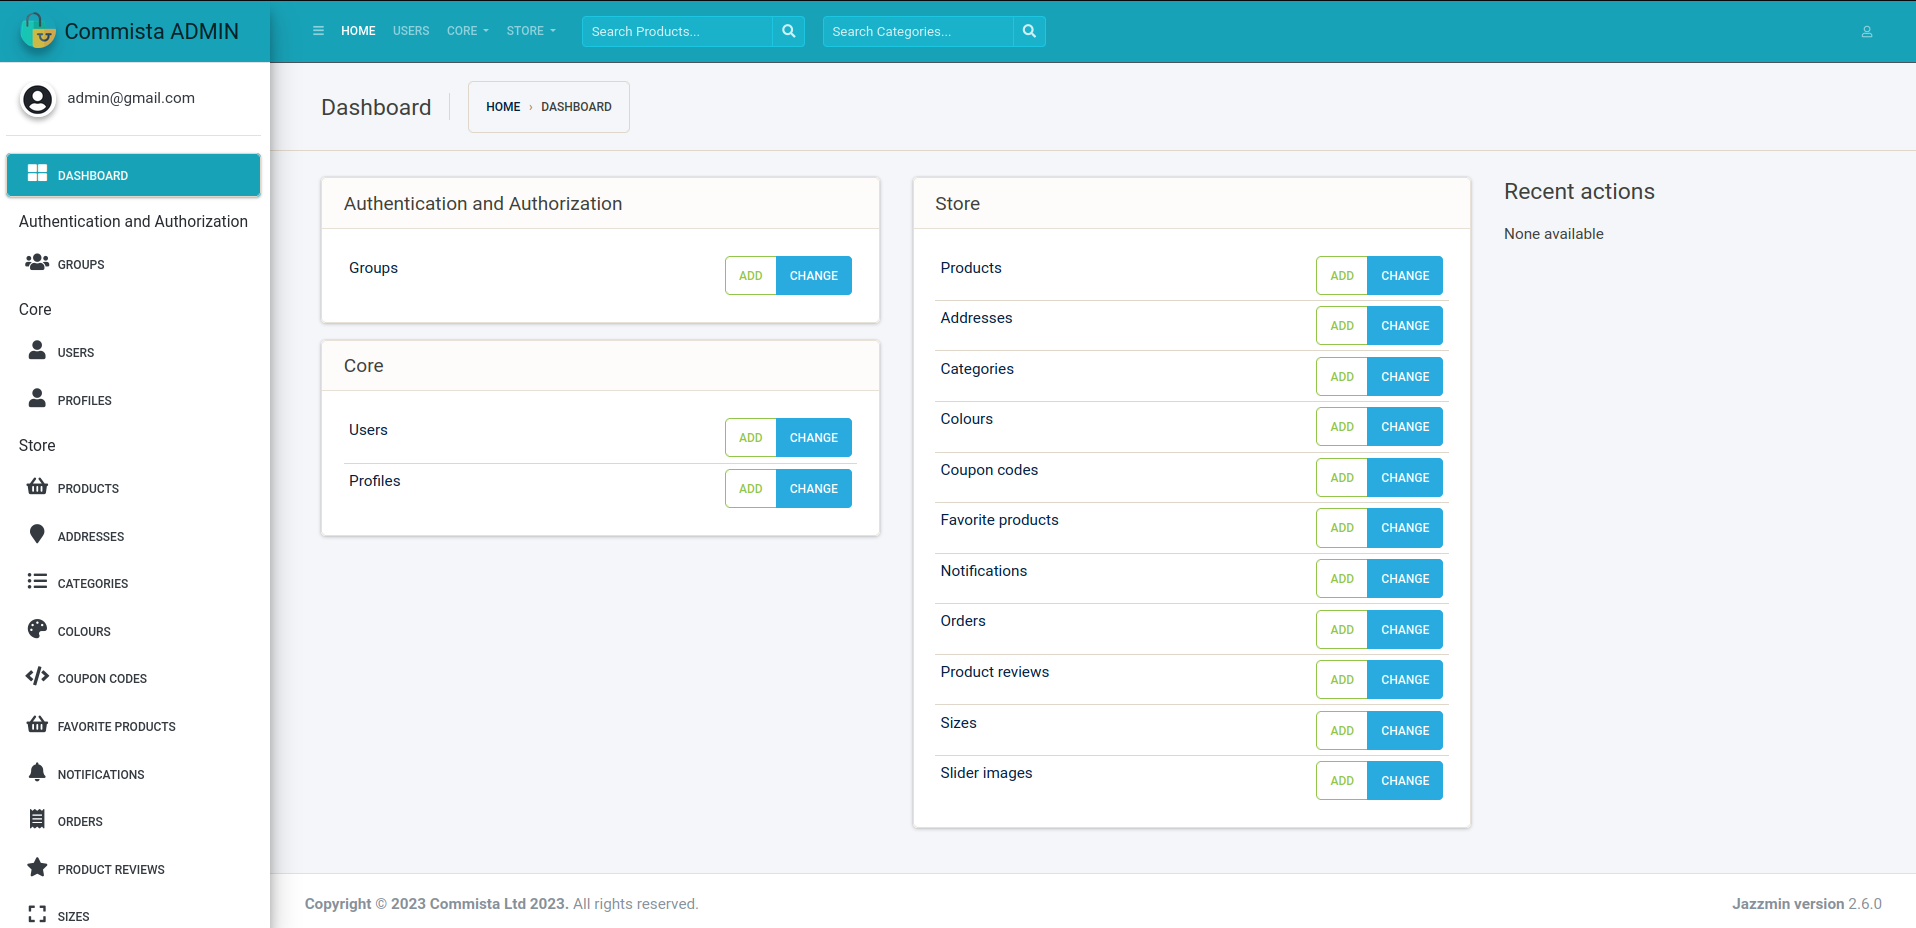 Commista ADMIN
HOME USERS CORE STORE Search Products... Search Categories...
admin@gmail.com
DASHBOARD
Authentication and Authorization
GROUPS
Core
USERS
PROFILES
Store
PRODUCTS
ADDRESSES
CATEGORIES
COLOURS
COUPON CODES
FAVORITE PRODUCTS
NOTIFICATIONS
ORDERS
PRODUCT REVIEWS
SIZES
Dashboard HOME › DASHBOARD
Authentication and Authorization
Groups ADD CHANGE
Core
Users ADD CHANGE
Profiles ADD CHANGE
Store
Products ADD CHANGE
Addresses ADD CHANGE
Categories ADD CHANGE
Colours ADD CHANGE
Coupon codes ADD CHANGE
Favorite products ADD CHANGE
Notifications ADD CHANGE
Orders ADD CHANGE
Product reviews ADD CHANGE
Sizes ADD CHANGE
Slider images ADD CHANGE
Recent actions
None available
Copyright © 2023 Commista Ltd 2023. All rights reserved.
Jazzmin version 2.6.0